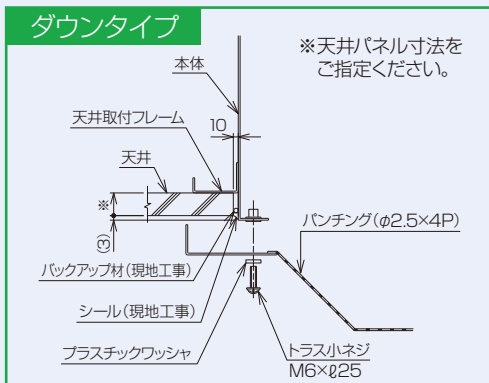 ダウンタイプ
※天井パネル寸法を
ご指定ください。
本体
天井取付フレーム
10
天井
※
(3)
パンチング(φ2.5×4P)
バックアップ材(現地工事)
シール(現地工事)
プラスチックワッシャ
トラス小ネジ
M6×ℓ25